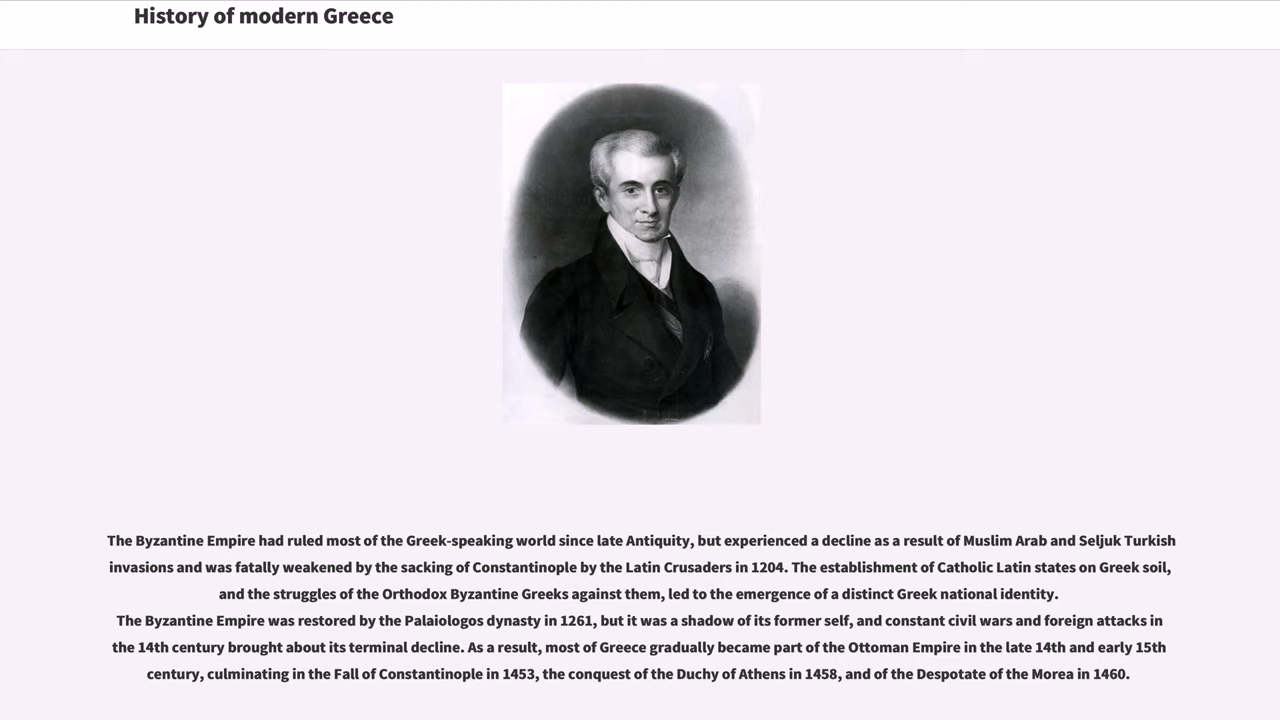 History of modern Greece
The Byzantine Empire had ruled most of the Greek-speaking world since late Antiquity, but experienced a decline as a result of Muslim Arab and Seljuk Turkish
invasions and was fatally weakened by the sacking of Constantinople by the Latin Crusaders in 1204. The establishment of Catholic Latin states on Greek soil,
and the struggles of the Orthodox Byzantine Greeks against them, led to the emergence of a distinct Greek national identity.
The Byzantine Empire was restored by the Palaiologos dynasty in 1261, but it was a shadow of its former self, and constant civil wars and foreign attacks in
the 14th century brought about its terminal decline. As a result, most of Greece gradually became part of the Ottoman Empire in the late 14th and early 15th
century, culminating in the Fall of Constantinople in 1453, the conquest of the Duchy of Athens in 1458, and of the Despotate of the Morea in 1460.